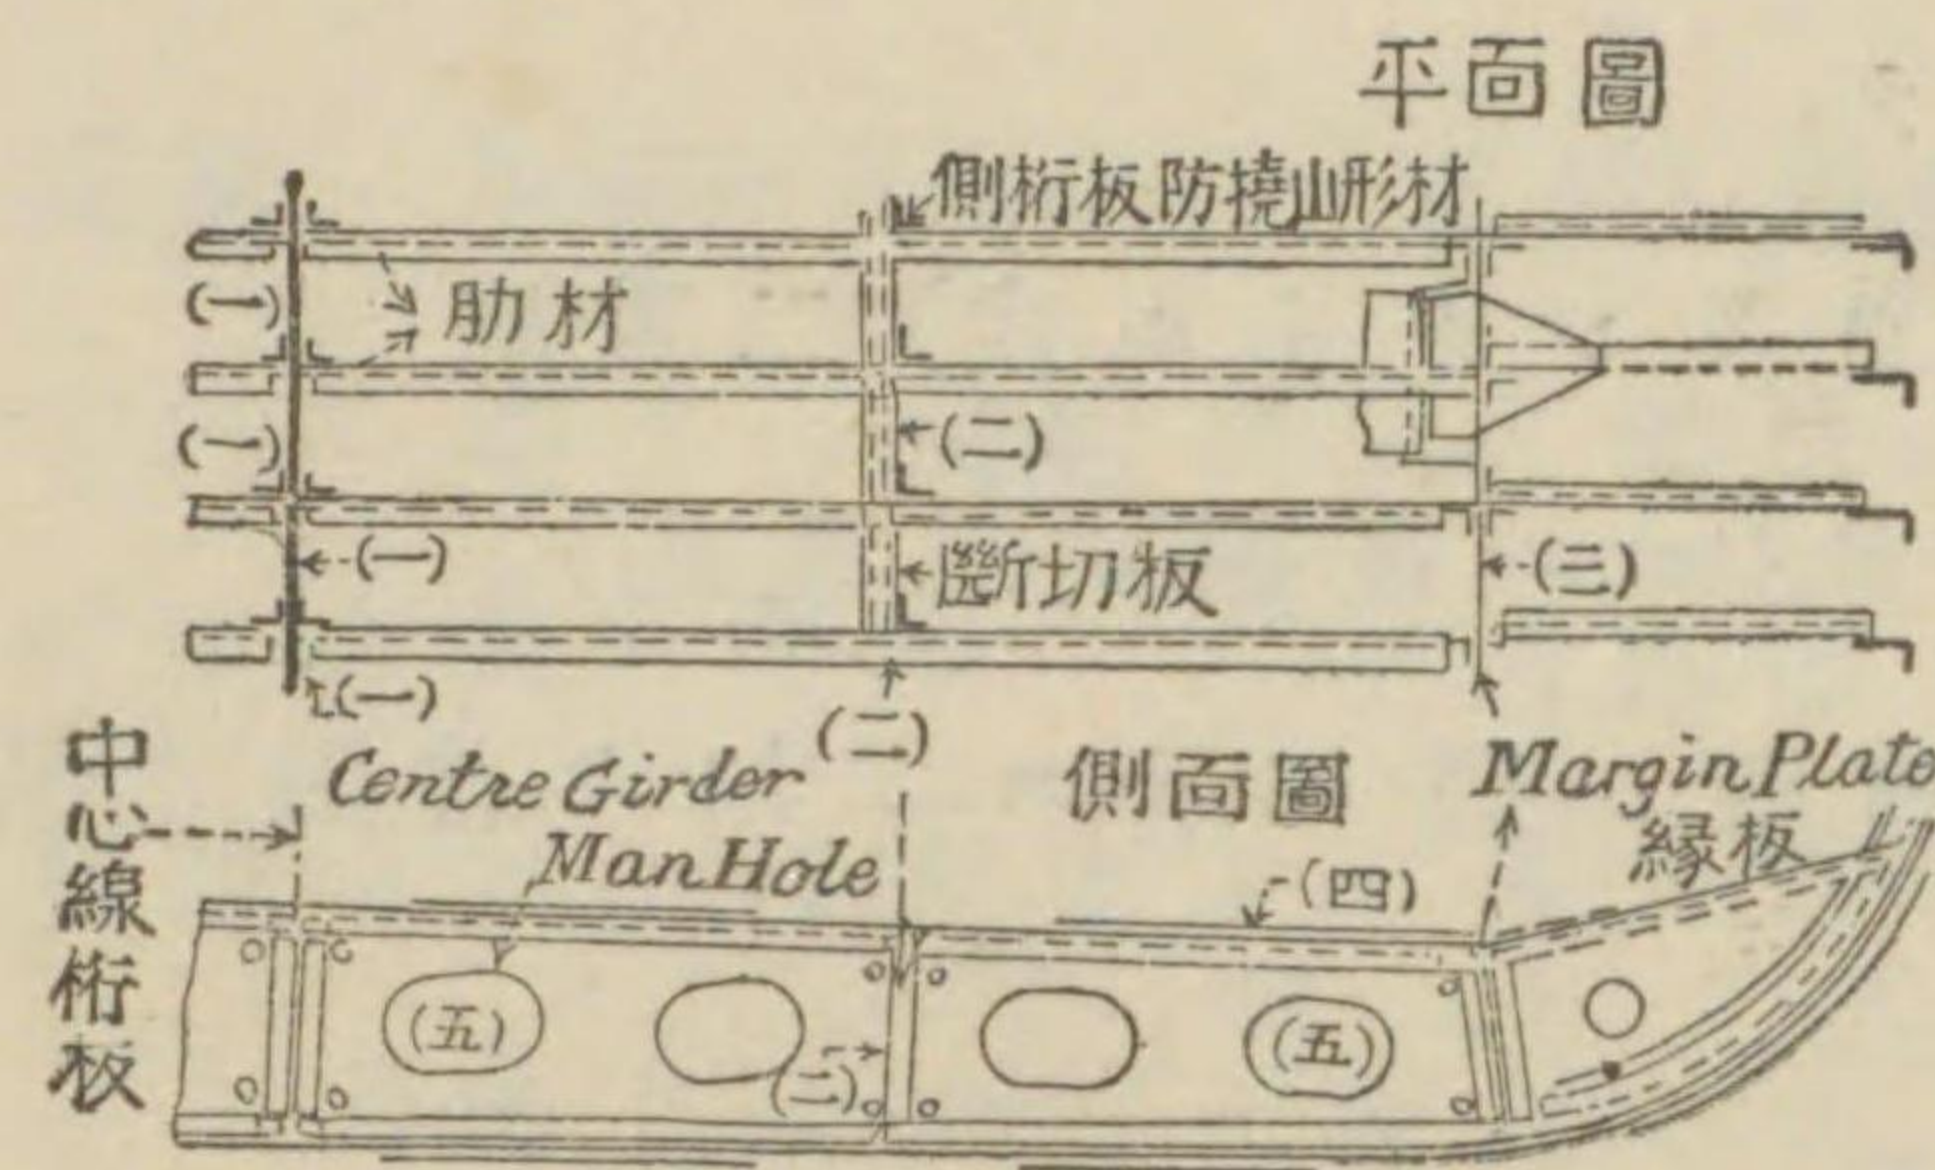 平面圖
側桁板防撓山形材
(一)
肋材
(一)
(二)
(一)
斷切板
(三)
(一)
(二)
中心線桁板
Centre Girder
側面圖
Margin Plate
緣板
Man Hole
(四)
(五)
(二)
(五)